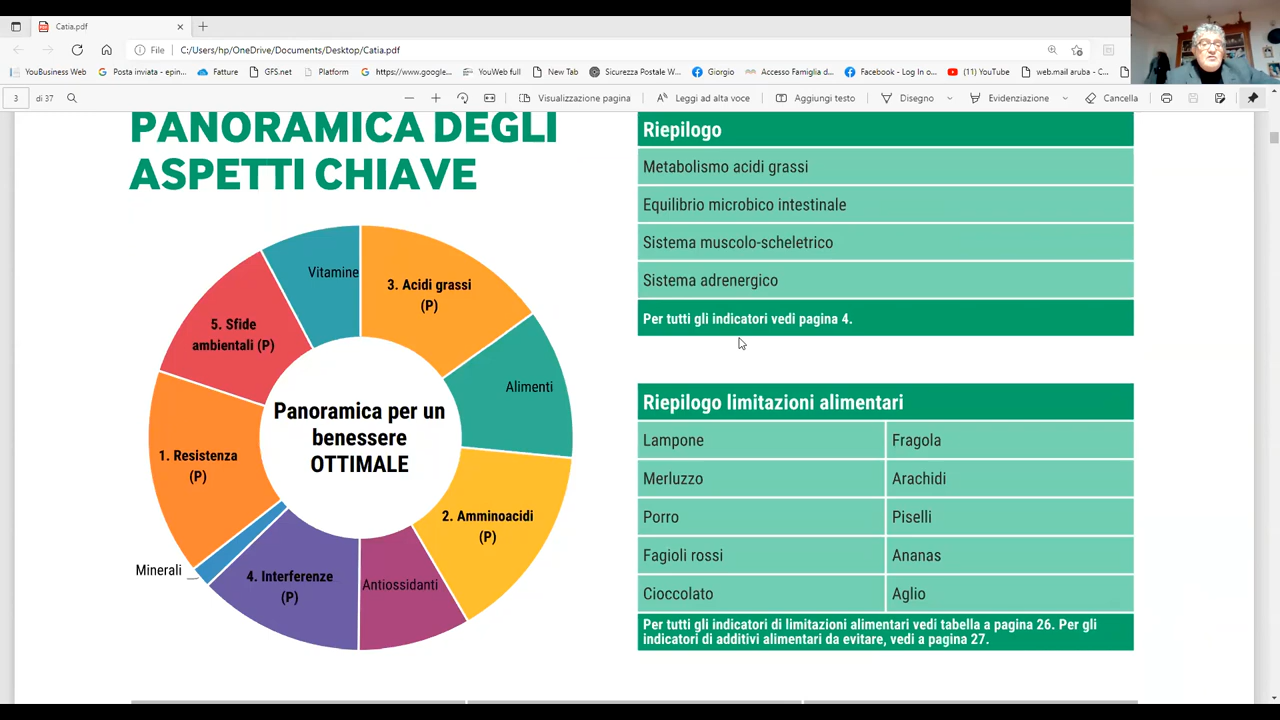 Catia.pdf
File
C:/Users/hp/OneDrive/Documents/Desktop/Catia.pdf
YouBusiness Web
Posta inviata - epin...
Fatture
GFS.net
Platform
https://www.google...
YouWeb full
New Tab
Sicurezza Postale W...
Giorgio
Accesso Famiglia d...
Facebook - Log In o...
(11) YouTube
web.mail aruba - C...
3
di 37
Visualizzazione pagina
Leggi ad alta voce
Aggiungi testo
Disegno
Evidenziazione
Cancella
PANORAMICA DEGLI
ASPETTI CHIAVE
Vitamine
3. Acidi grassi
(P)
5. Sfide
ambientali (P)
Alimenti
Panoramica per un
benessere
OTTIMALE
1. Resistenza
(P)
2. Amminoacidi
(P)
Minerali
4. Interferenze
(P)
Antiossidanti
Riepilogo
Metabolismo acidi grassi
Equilibrio microbico intestinale
Sistema muscolo-scheletrico
Sistema adrenergico
Per tutti gli indicatori vedi pagina 4.
Riepilogo limitazioni alimentari
Lampone
Fragola
Merluzzo
Arachidi
Porro
Piselli
Fagioli rossi
Ananas
Cioccolato
Aglio
Per tutti gli indicatori di limitazioni alimentari vedi tabella a pagina 26. Per gli
indicatori di additivi alimentari da evitare, vedi a pagina 27.